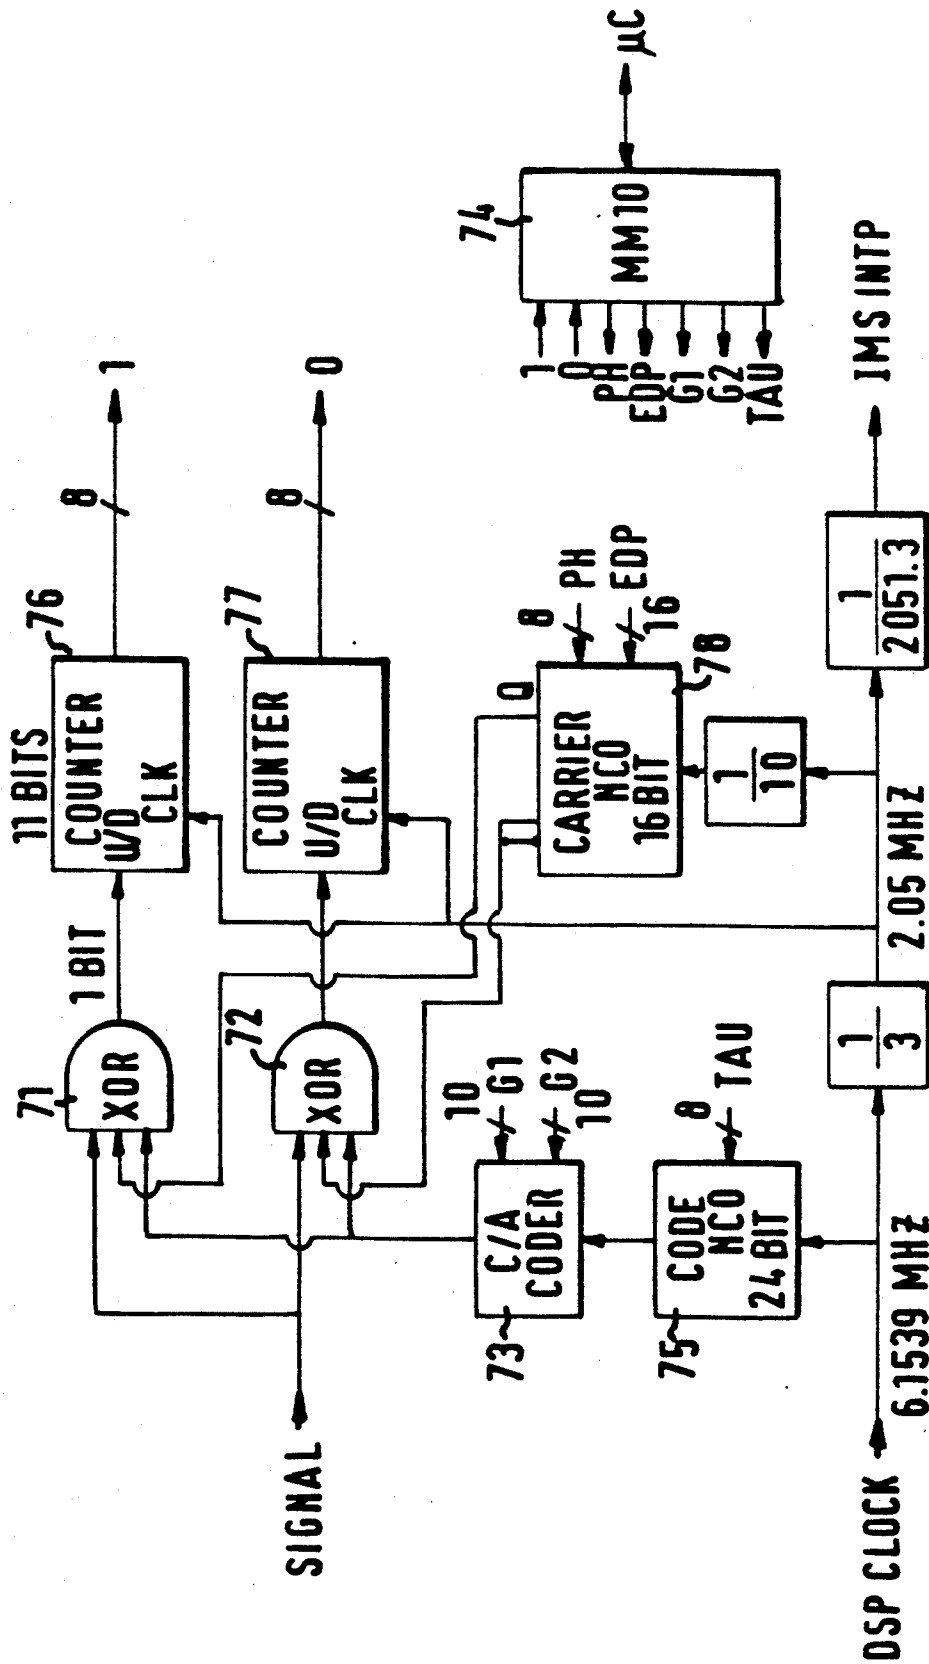 11 BITS
76
COUNTER
U/D
CLK
8
1
71
XOR
1 BIT
77
COUNTER
U/D
CLK
8
0
72
XOR
SIGNAL
73
C/A
CODER
10
G1
G2
10
Q
I
CARRIER
NCO
16 BIT
8
PH
EDP
16
78
74
1
0
PH
EDP
G1
G2
TAU
MM10
µC
75
CODE
NCO
24 BIT
8
TAU
1
10
DSP CLOCK
6.1539 MHZ
1
3
2.05 MHZ
1
2051.3
IMS INTP